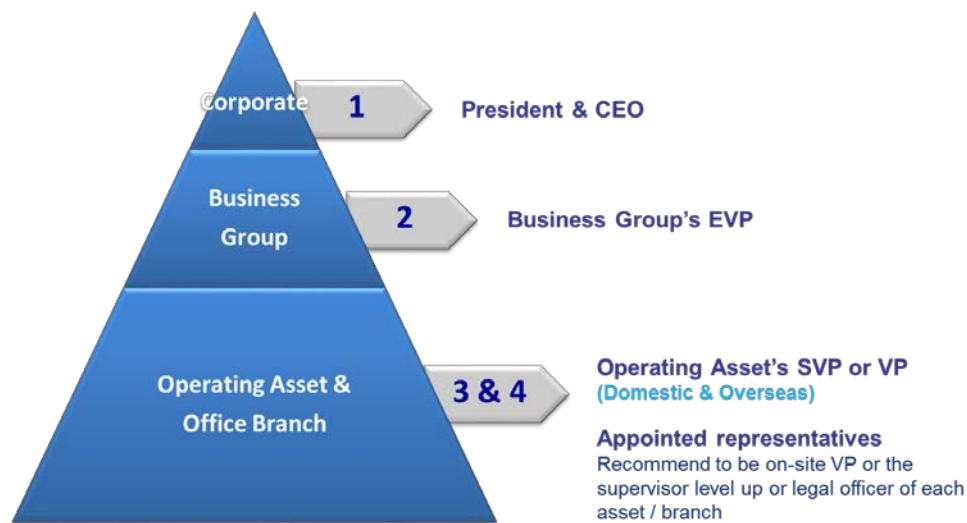 Corporate
1
President & CEO
Business
Group
2
Business Group's EVP
Operating Asset &
Office Branch
3 & 4
Operating Asset's SVP or VP
(Domestic & Overseas)
Appointed representatives
Recommend to be on-site VP or the
supervisor level up or legal officer of each
asset / branch